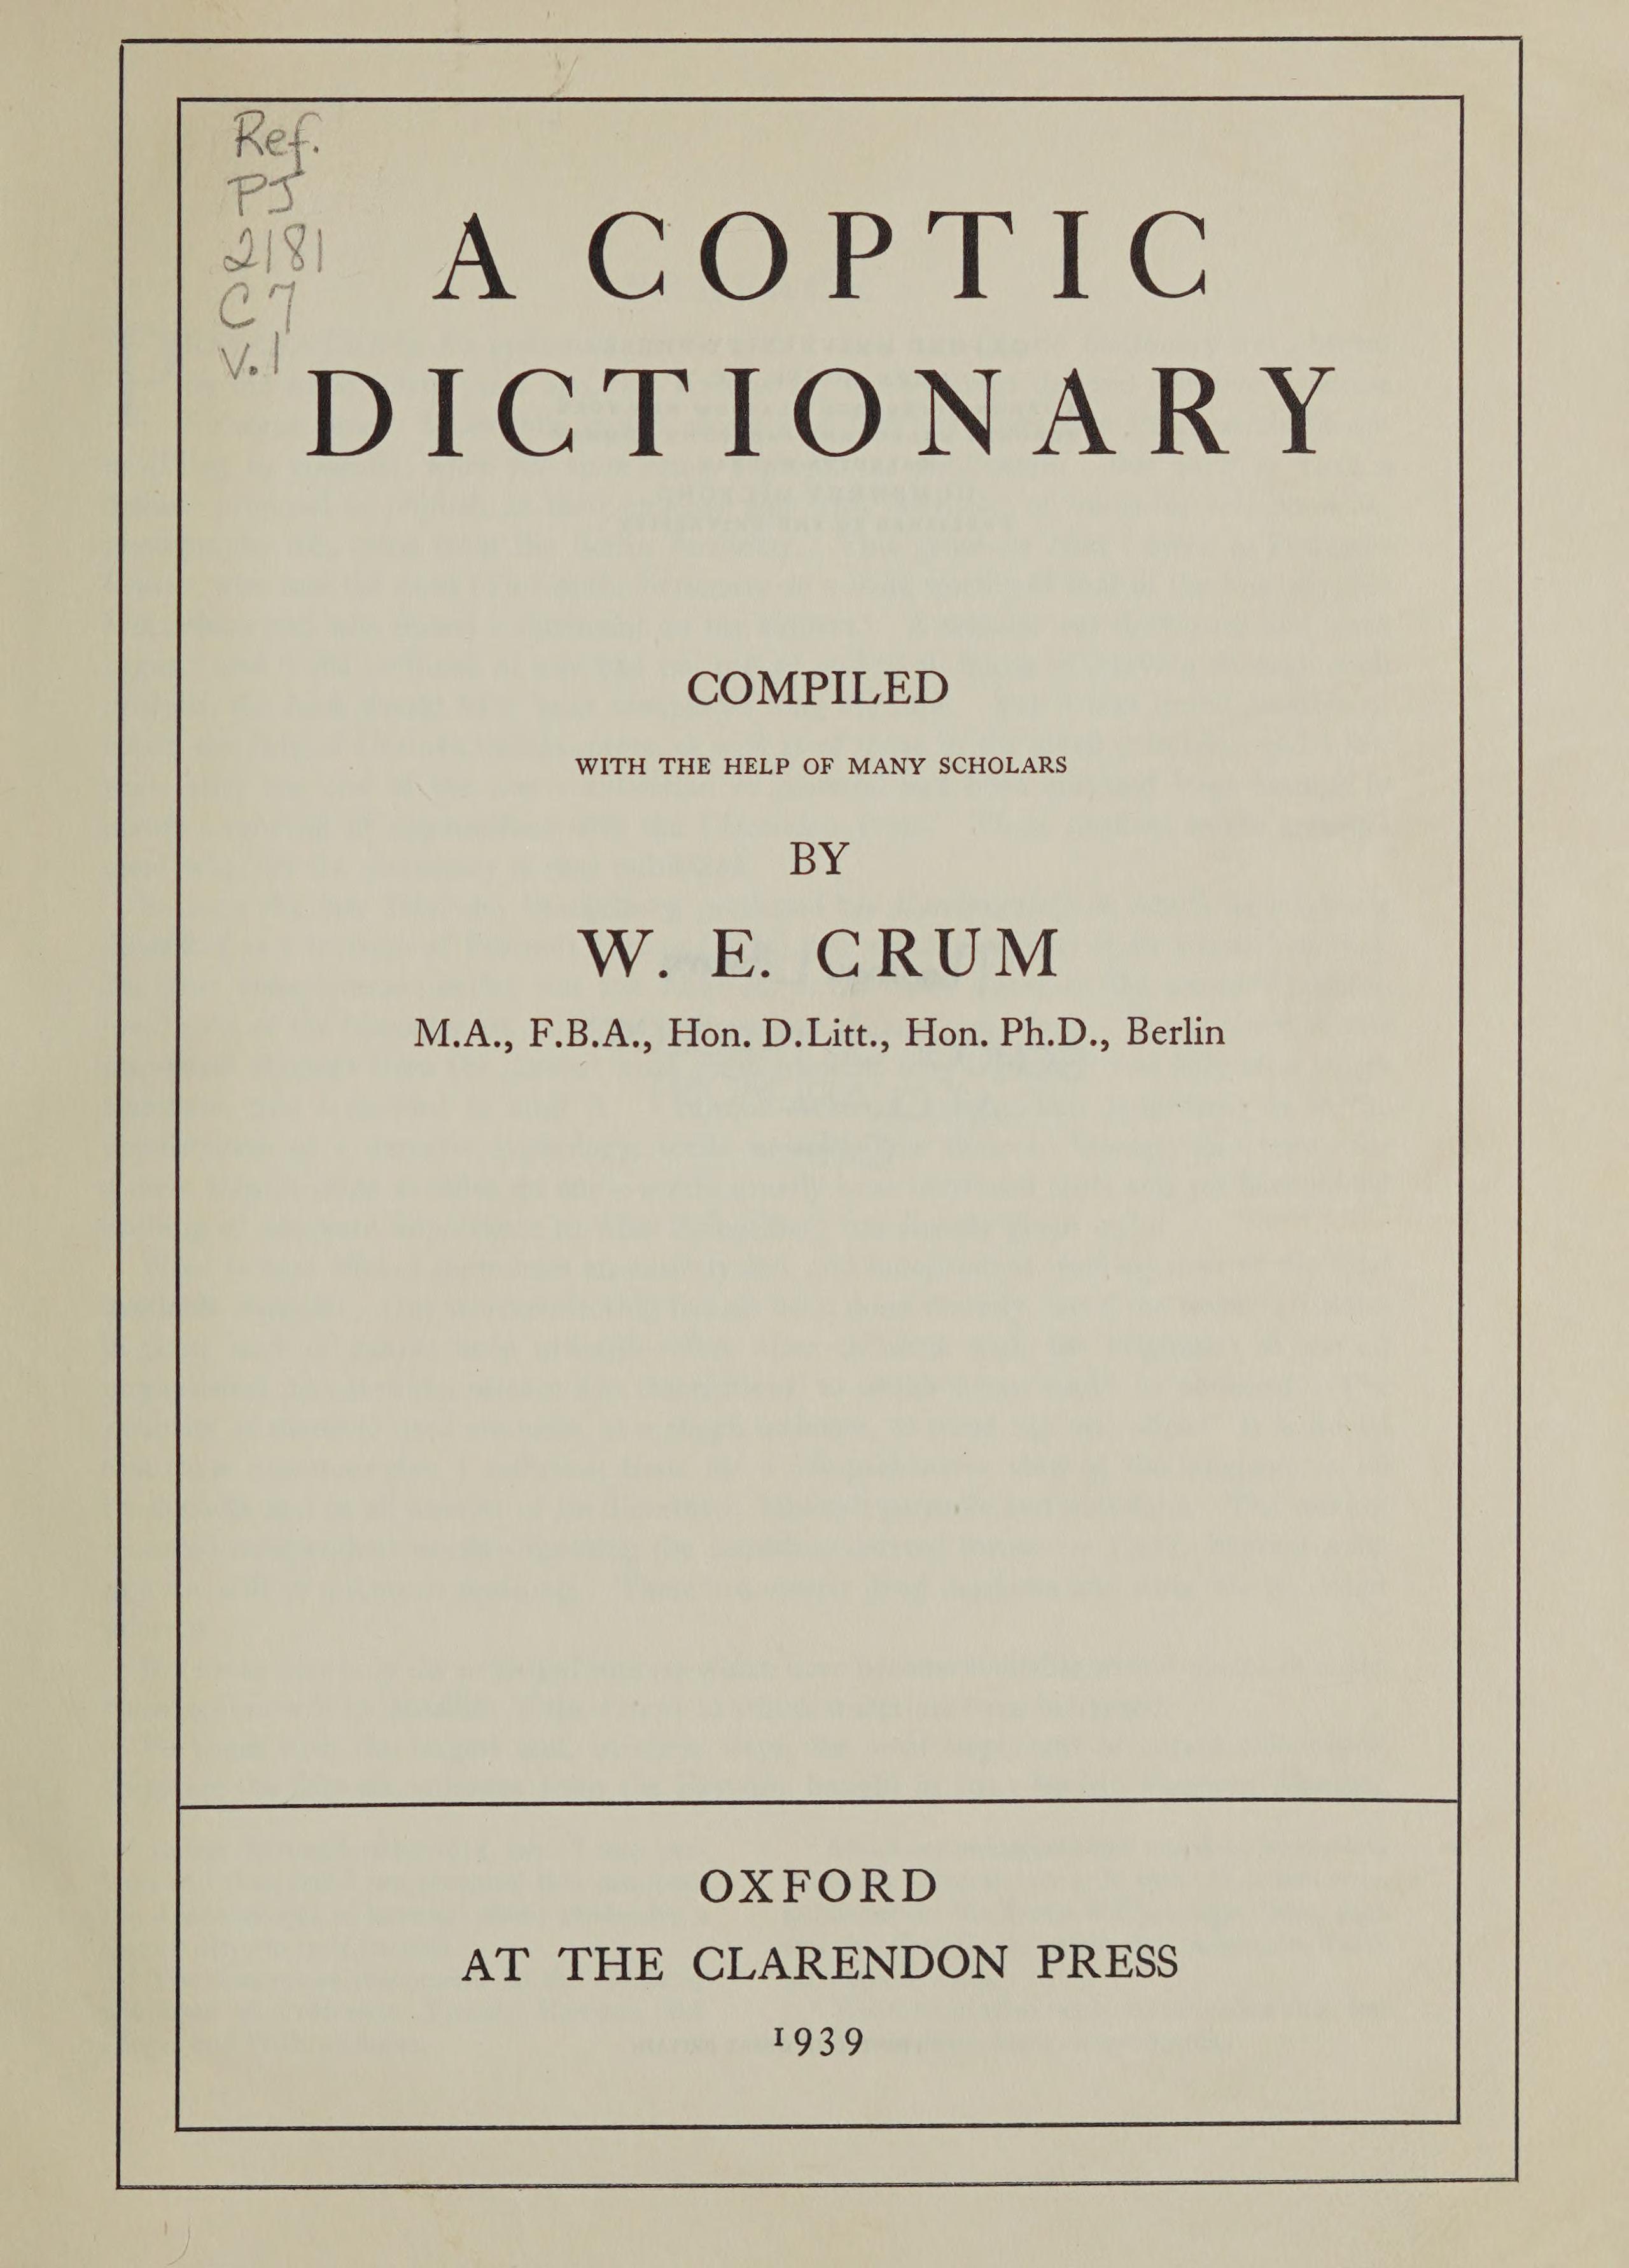 Ref.
PJ
2181
C7
V.1
A COPTIC
DICTIONARY
COMPILED
WITH THE HELP OF MANY SCHOLARS
BY
W. E. CRUM
M.A., F.B.A., Hon. D.Litt., Hon. Ph.D., Berlin
OXFORD
AT THE CLARENDON PRESS
1939